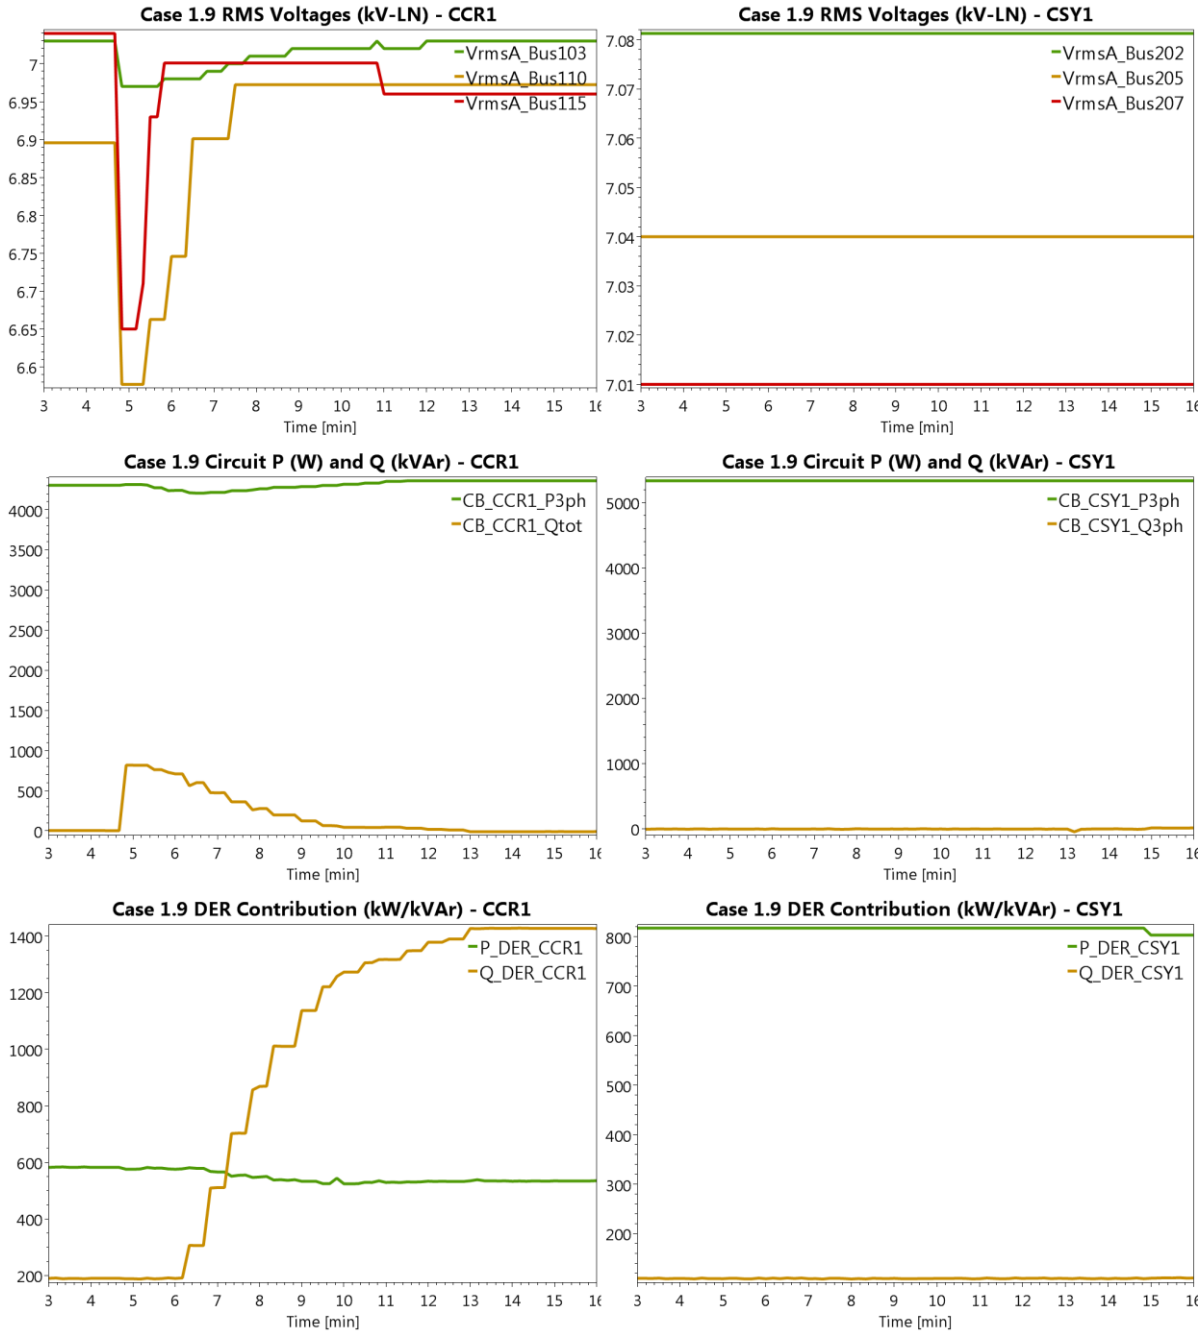 Case 1.9 RMS Voltages (kV-LN) - CCR1
VrmsA_Bus103
VrmsA_Bus110
VrmsA_Bus115
7
6.95
6.9
6.85
6.8
6.75
6.7
6.65
6.6
3 4 5 6 7 8 9 10 11 12 13 14 15 16
Time [min]
Case 1.9 RMS Voltages (kV-LN) - CSY1
VrmsA_Bus202
VrmsA_Bus205
VrmsA_Bus207
7.08
7.07
7.06
7.05
7.04
7.03
7.02
7.01
3 4 5 6 7 8 9 10 11 12 13 14 15 16
Time [min]
Case 1.9 Circuit P (W) and Q (kVAr) - CCR1
CB_CCR1_P3ph
CB_CCR1_Qtot
4000
3500
3000
2500
2000
1500
1000
500
0
3 4 5 6 7 8 9 10 11 12 13 14 15 16
Time [min]
Case 1.9 Circuit P (W) and Q (kVAr) - CSY1
CB_CSY1_P3ph
CB_CSY1_Q3ph
5000
4000
3000
2000
1000
0
3 4 5 6 7 8 9 10 11 12 13 14 15 16
Time [min]
Case 1.9 DER Contribution (kW/kVAr) - CCR1
P_DER_CCR1
Q_DER_CCR1
1400
1200
1000
800
600
400
200
3 4 5 6 7 8 9 10 11 12 13 14 15 16
Time [min]
Case 1.9 DER Contribution (kW/kVAr) - CSY1
P_DER_CSY1
Q_DER_CSY1
800
600
800
400
200
3 4 5 6 7 8 9 10 11 12 13 14 15 16
Time [min]